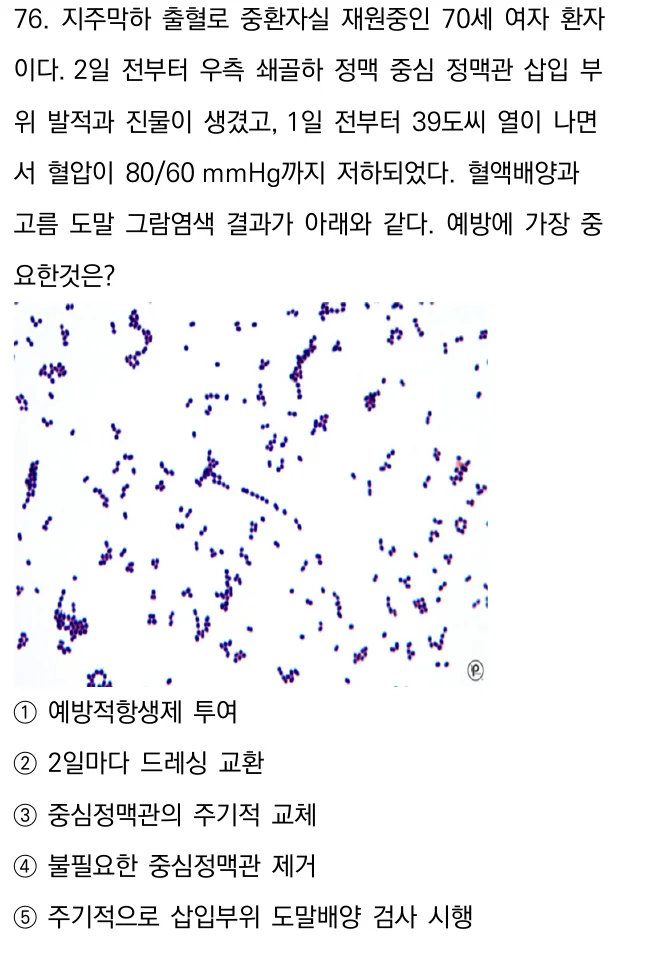 76. 지주막하 출혈로 중환자실 재원중인 70세 여자 환자
이다. 2일 전부터 우측 쇄골하 정맥 중심 정맥관 삽입 부
위 발적과 진물이 생겼고, 1일 전부터 39도씨 열이 나면
서 혈압이 80/60 mmHg까지 저하되었다. 혈액배양과
고름 도말 그람염색 결과가 아래와 같다. 예방에 가장 중
요한것은?
Ⓟ
① 예방적항생제 투여
② 2일마다 드레싱 교환
③ 중심정맥관의 주기적 교체
④ 불필요한 중심정맥관 제거
⑤ 주기적으로 삽입부위 도말배양 검사 시행